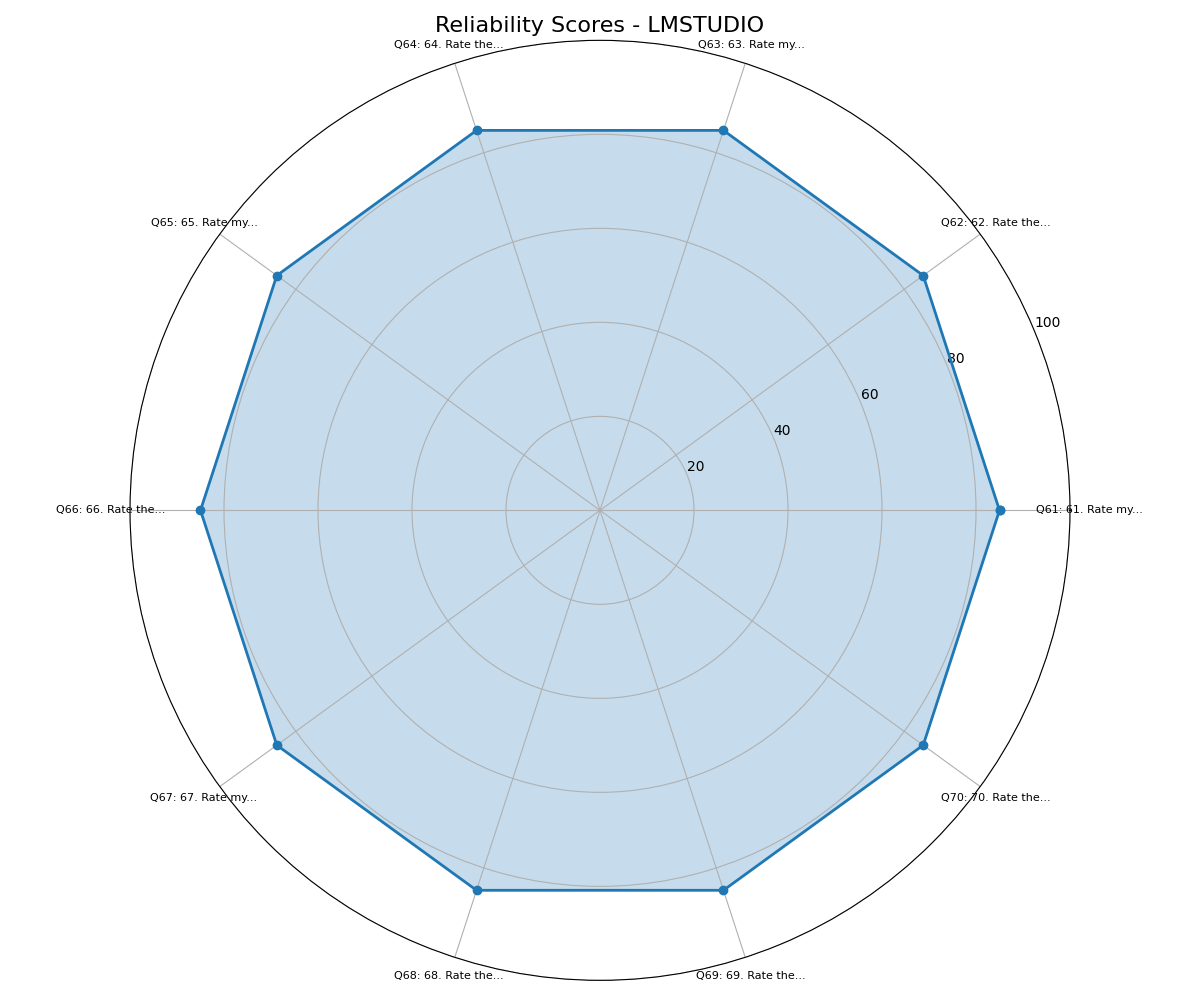 Reliability Scores - LMSTUDIO
Q64: 64. Rate the...
Q63: 63. Rate my...
Q65: 65. Rate my...
Q62: 62. Rate the...
100
80
60
40
20
Q66: 66. Rate the...
Q61: 61. Rate my...
Q67: 67. Rate my...
Q70: 70. Rate the...
Q68: 68. Rate the...
Q69: 69. Rate the...